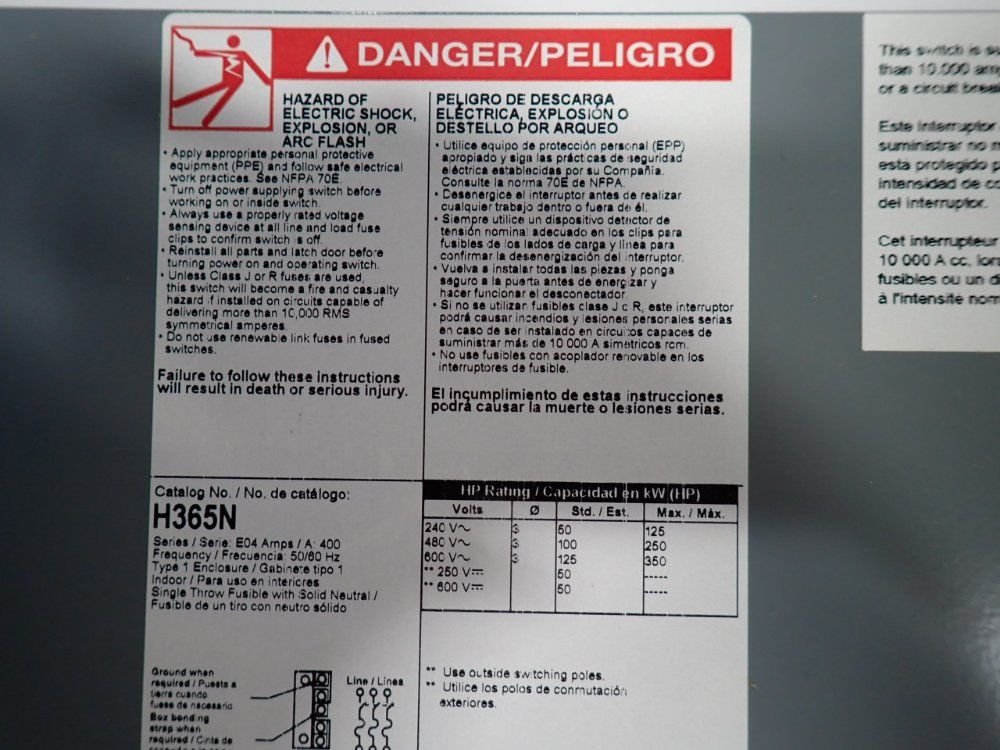 DANGER/PELIGRO
HAZARD OF
ELECTRIC SHOCK,
EXPLOSION, OR
ARC FLASH
• Apply appropriate personal protective
equipment (PPE) and follow safe electrical
work practices. See NFPA 70E.
• Turn off power supplying switch before
working on or inside switch.
• Always use a properly rated voltage
sensing device at all line and load fuse
clips to confirm switch is off.
• Reinstall all parts and latch door before
turning power on and operating switch.
• Unless Class J or R fuses are used,
this switch will become a fire and casualty
hazard if installed on circuits capable of
delivering more than 10,000 RMS
symmetrical amperes.
• Do not use renewable link fuses in fused
switches.
Failure to follow these instructions
will result in death or serious injury.
PELIGRO DE DESCARGA
ELÉCTRICA, EXPLOSIÓN O
DESTELLO POR ARQUEO
• Utilice equipo de protección personal (EPP)
apropiado y siga las prácticas de seguridad
eléctrica establecidas por su Compañía.
Consulte la norma 70E de NFPA.
• Desenergice el interruptor antes de realizar
cualquier trabajo dentro o fuera de él.
• Siempre utilice un dispositivo detector de
tensión nominal adecuado en los clips para
fusibles de los lados de carga y línea para
confirmar la desenergización del interruptor.
• Vuelva a instalar todas las piezas y ponga
seguro a la puerta antes de energizar y
hacer funcionar el desconectador.
• Si no se utilizan fusibles clase J o R, este interruptor
podrá causar incendios y lesiones personales serias
en caso de ser instalado en circuitos capaces de
suministrar más de 10 000 A simétricos rcm.
• No use fusibles con acoplador renovable en los
interruptores de fusible.
El incumplimiento de estas instrucciones
podrá causar la muerte o lesiones serias.
Catalog No. / No. de catálogo:
H365N
Series / Serie: E04 Amps / A: 400
Frequency / Frecuencia: 50/60 Hz
Type 1 Enclosure / Gabinete tipo 1
Indoor / Para uso en interiores
Single Throw Fusible with Solid Neutral /
Fusible de un tiro con neutro sólido
HP Rating / Capacidad en kW (HP)
Volts Ø Std. / Est. Max. / Máx.
240 V~ 3 50 125
480 V~ 3 100 250
600 V~ 3 125 350
** 250 V⎓ 50 -----
** 600 V⎓ 50 -----
** Use outside switching poles.
** Utilice los polos de conmutación
exteriores.
Ground when
required / Puesta a
tierra cuando
fuese de necesario
Box bonding
strap when
required / Cinta de
Line / Línea
This switch is
than 10.000
or a circuit
Este interruptor
suministrar no
está protegido
intensidad de
del interruptor.
Cet interrupteur
10 000 A cc.
fusibles ou un
à l'intensité